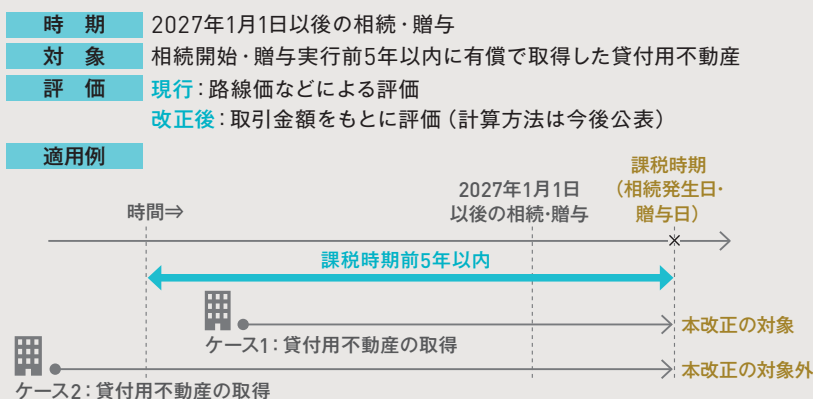 時　期　2027年1月1日以後の相続・贈与
対　象　相続開始・贈与実行前5年以内に有償で取得した貸付用不動産
評　価　現行：路線価などによる評価
改正後：取引金額をもとに評価（計算方法は今後公表）
適用例
時間⇒
2027年1月1日
以後の相続・贈与
課税時期
（相続発生日・
贈与日）
課税時期前5年以内
ケース1：貸付用不動産の取得
本改正の対象
ケース2：貸付用不動産の取得
本改正の対象外